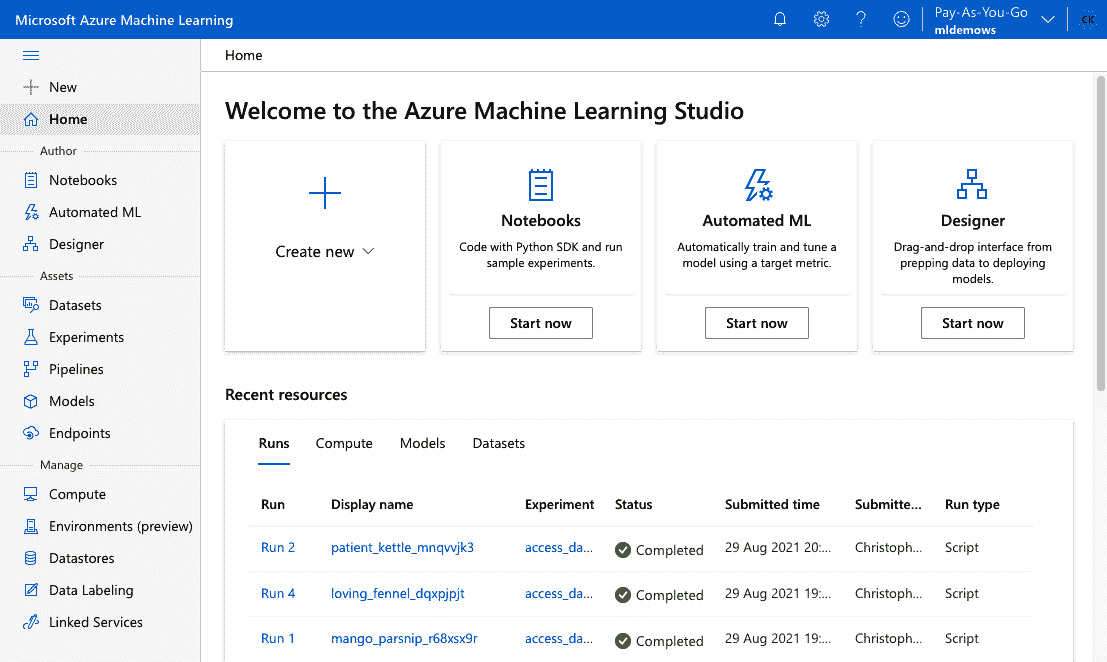 Microsoft Azure Machine Learning
Pay-As-You-Go
mldemows
CK
New
Home
Author
Notebooks
Automated ML
Designer
Assets
Datasets
Experiments
Pipelines
Models
Endpoints
Manage
Compute
Environments (preview)
Datastores
Data Labeling
Linked Services
Home
Welcome to the Azure Machine Learning Studio
Create new
Notebooks
Code with Python SDK and run
sample experiments.
Start now
Automated ML
Automatically train and tune a
model using a target metric.
Start now
Designer
Drag-and-drop interface from
prepping data to deploying
models.
Start now
Recent resources
Runs Compute Models Datasets
Run Display name Experiment Status Submitted time Submitte... Run type
Run 2 patient_kettle_mnqvvjk3 access_da... Completed 29 Aug 2021 20:... Christoph... Script
Run 4 loving_fennel_dqxpjpjt access_da... Completed 29 Aug 2021 19:... Christoph... Script
Run 1 mango_parsnip_r68xsx9r access_da... Completed 29 Aug 2021 19:... Christoph... Script